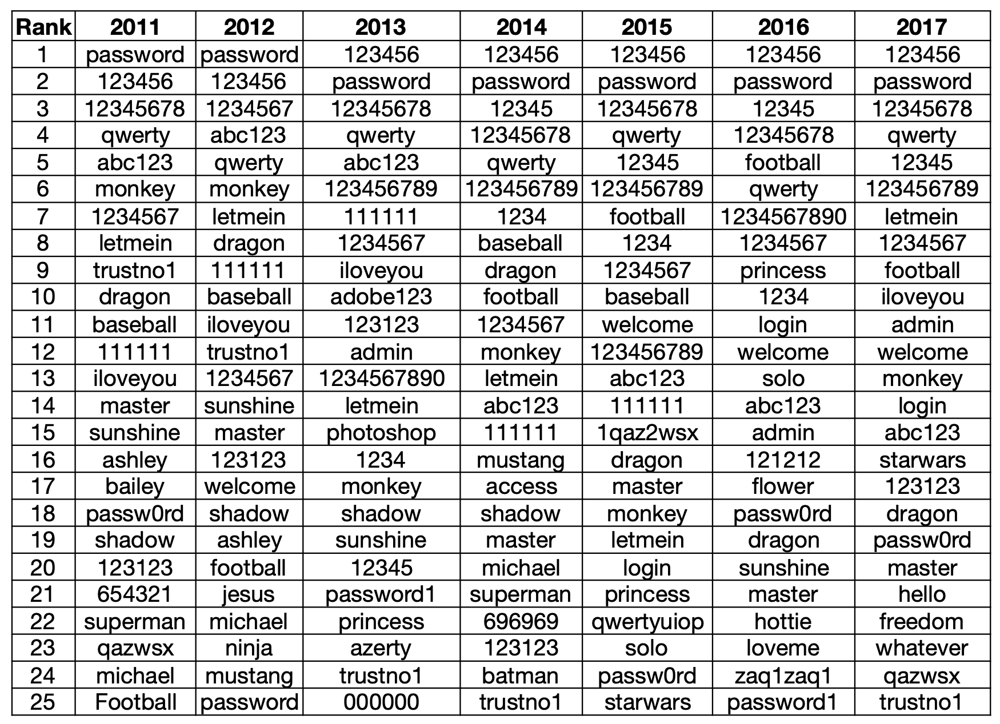 Rank 2011 2012 2013 2014 2015 2016 2017
1 password password 123456 123456 123456 123456 123456
2 123456 123456 password password password password password
3 12345678 1234567 12345678 12345 12345678 12345 12345678
4 qwerty abc123 qwerty 12345678 qwerty 12345678 qwerty
5 abc123 qwerty abc123 qwerty 12345 football 12345
6 monkey monkey 123456789 123456789 123456789 qwerty 123456789
7 1234567 letmein 111111 1234 football 1234567890 letmein
8 letmein dragon 1234567 baseball 1234 1234567 1234567
9 trustno1 111111 iloveyou dragon 1234567 princess football
10 dragon baseball adobe123 football baseball 1234 iloveyou
11 baseball iloveyou 123123 1234567 welcome login admin
12 111111 trustno1 admin monkey 123456789 welcome welcome
13 iloveyou 1234567 1234567890 letmein abc123 solo monkey
14 master sunshine letmein abc123 111111 abc123 login
15 sunshine master photoshop 111111 1qaz2wsx admin abc123
16 ashley 123123 1234 mustang dragon 121212 starwars
17 bailey welcome monkey access master flower 123123
18 passw0rd shadow shadow shadow monkey passw0rd dragon
19 shadow ashley sunshine master letmein dragon passw0rd
20 123123 football 12345 michael login sunshine master
21 654321 jesus password1 superman princess master hello
22 superman michael princess 696969 qwertyuiop hottie freedom
23 qazwsx ninja azerty 123123 solo loveme whatever
24 michael mustang trustno1 batman passw0rd zaq1zaq1 qazwsx
25 Football password 000000 trustno1 starwars password1 trustno1